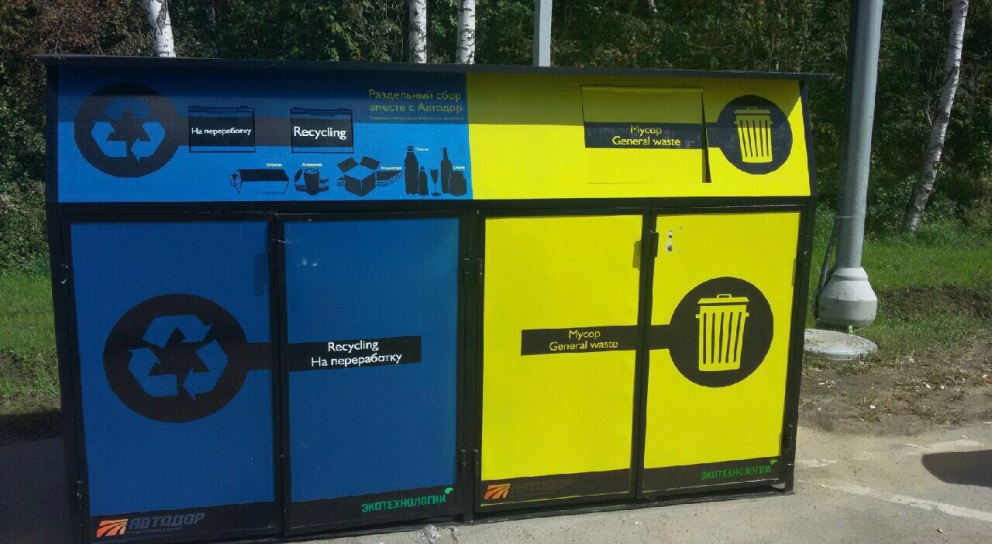 Раздельный сбор
вместе с Автодор
На переработку
Recycling
Мусор
General waste
Recycling
На переработку
Мусор
General waste
АВТОДОР
ЭКОТЕХНОЛОГИИ
АВТОДОР
ЭКОТЕХНОЛОГИИ